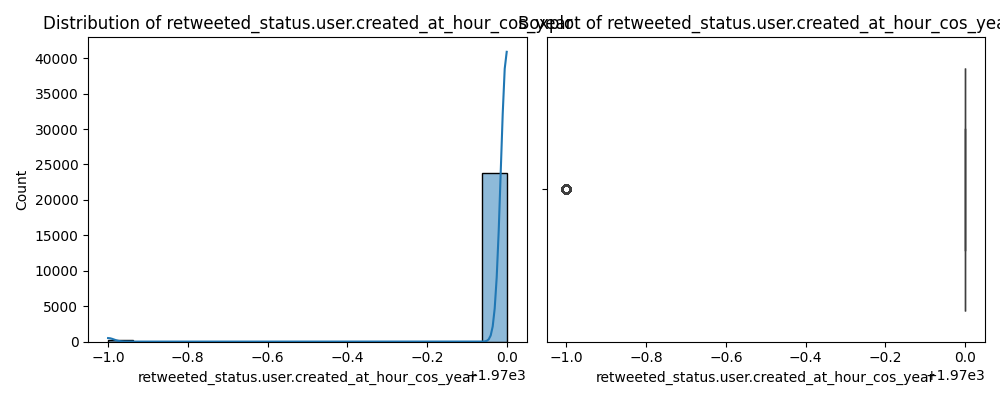 Distribution of retweeted_status.user.created_at_hour_cos_year
Boxplot of retweeted_status.user.created_at_hour_cos_yea
Count
40000
35000
30000
25000
20000
15000
10000
5000
0
−1.0 −0.8 −0.6 −0.4 −0.2 0.0
+1.97e3
retweeted_status.user.created_at_hour_cos_year
−1.0 −0.8 −0.6 −0.4 −0.2 0.0
+1.97e3
retweeted_status.user.created_at_hour_cos_year